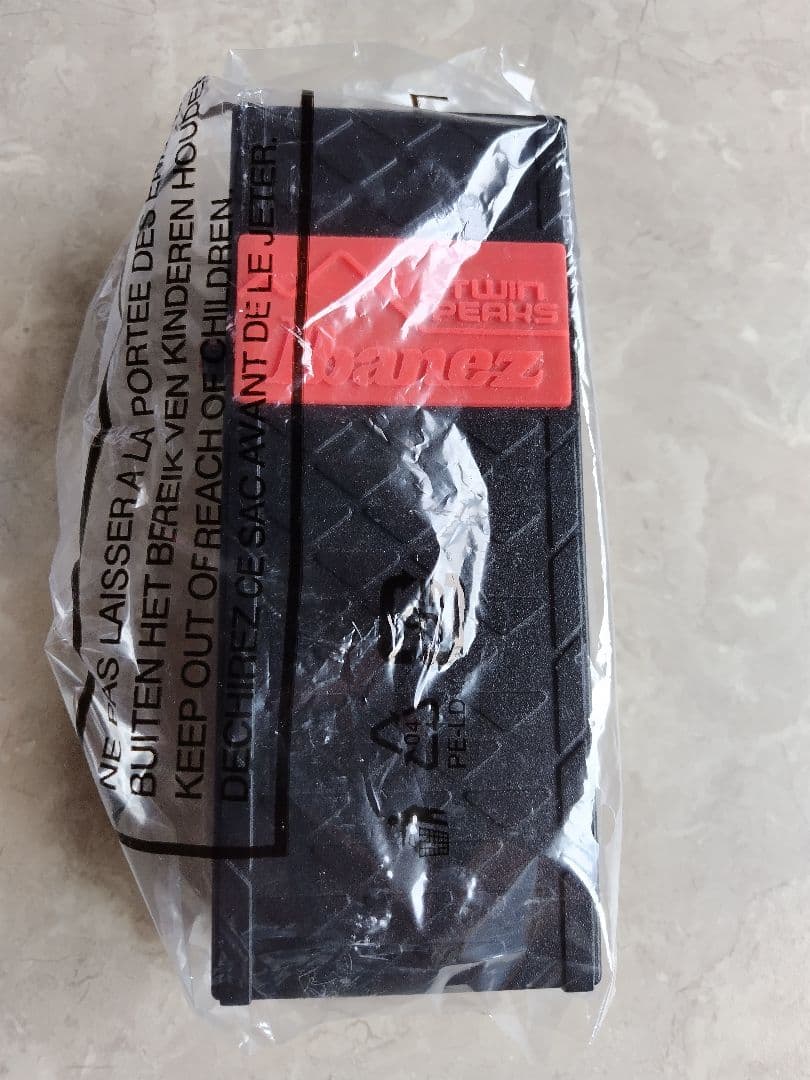 TWIN
PEAKS
Ibanez
NE PAS LAISSER A LA PORTEE DES
BUITEN HET BEREIK VEN KINDEREN HOUDEN
KEEP OUT OF REACH OF CHILDREN.
DECHIREZ CE SAC AVANT DE LE JETER.
04
PE-LD